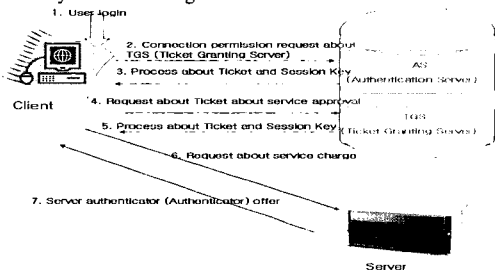 1. User login
2. Connection permission request about
TGS (Ticket Granting Server)
3. Process about Ticket and Session Key
AS
(Authentication Server)
Client
4. Request about Ticket about service approval
TGS
5. Process about Ticket and Session Key
(Ticket Granting Server)
6. Request about service charge
7. Server authenticator (Authenticator) offer
Server